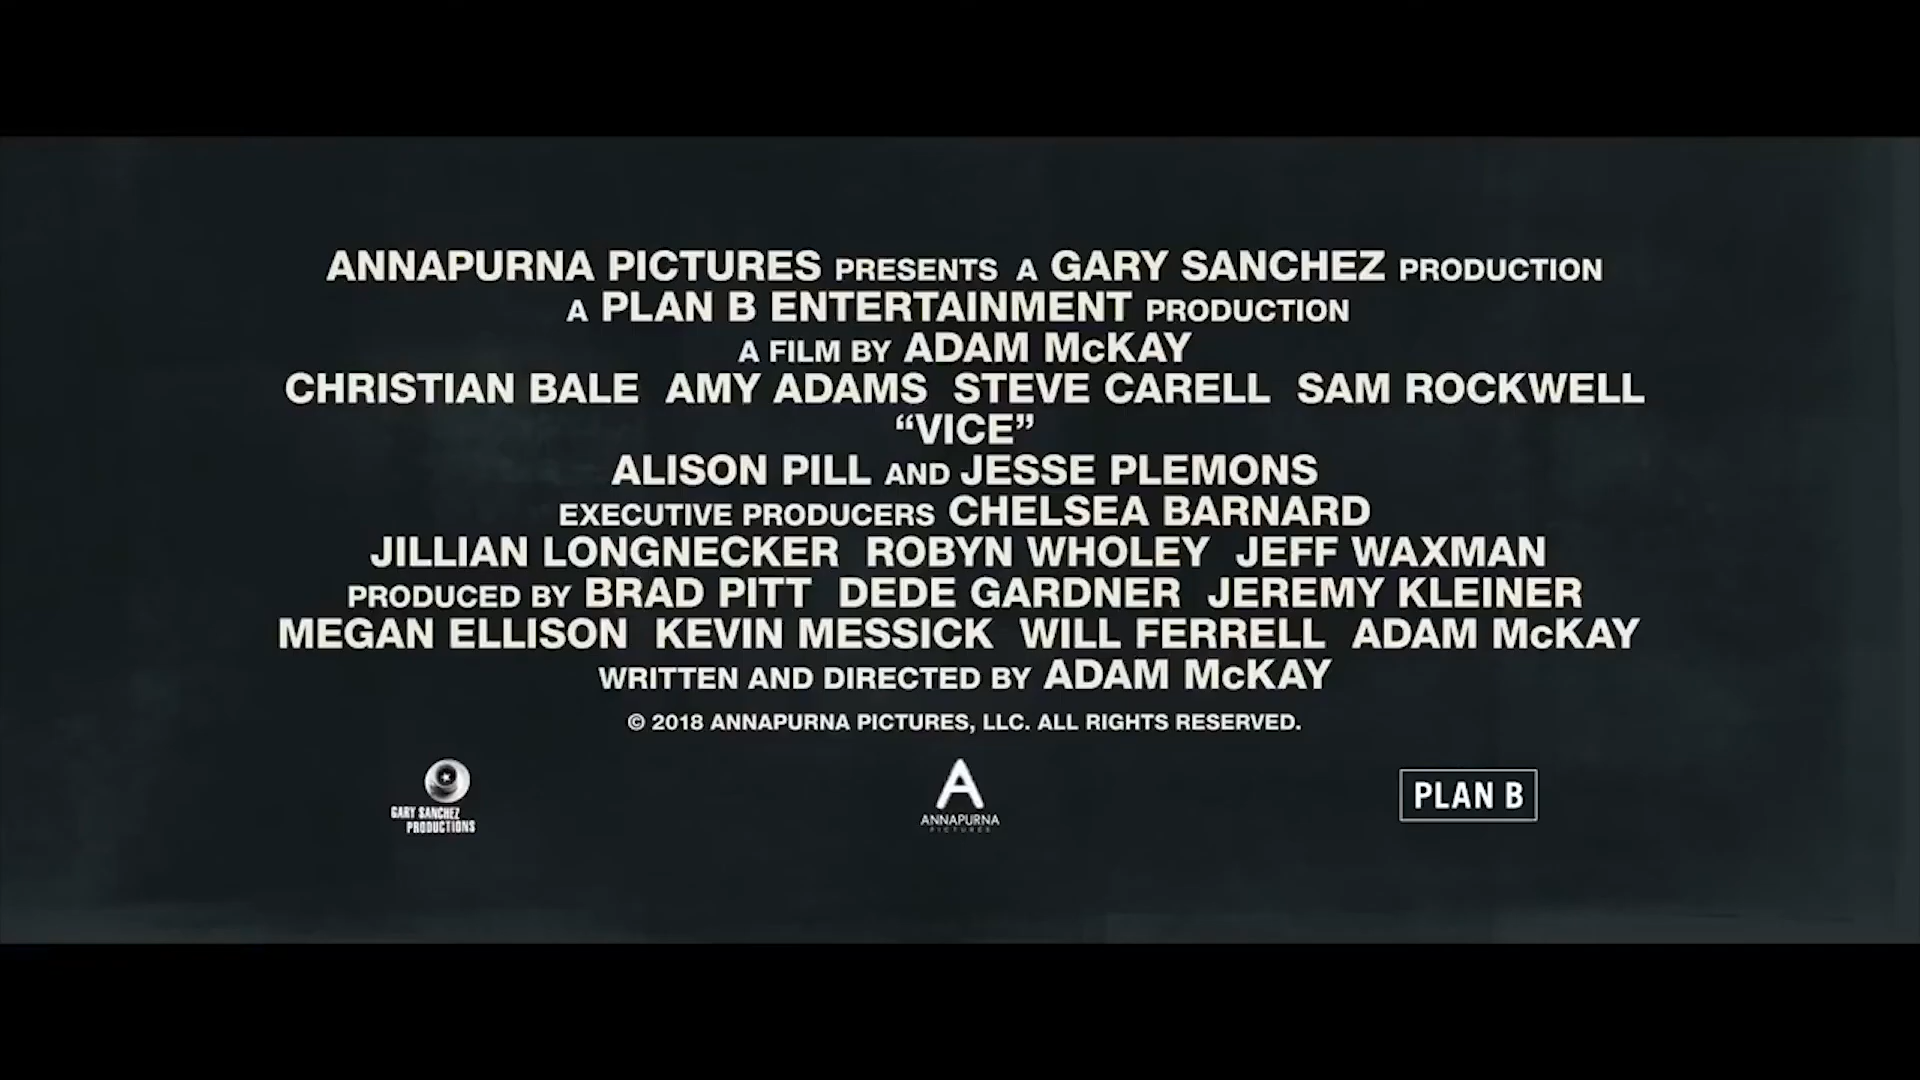 ANNAPURNA PICTURES PRESENTS A GARY SANCHEZ PRODUCTION
A PLAN B ENTERTAINMENT PRODUCTION
A FILM BY ADAM McKAY
CHRISTIAN BALE AMY ADAMS STEVE CARELL SAM ROCKWELL
“VICE”
ALISON PILL AND JESSE PLEMONS
EXECUTIVE PRODUCERS CHELSEA BARNARD
JILLIAN LONGNECKER ROBYN WHOLEY JEFF WAXMAN
PRODUCED BY BRAD PITT DEDE GARDNER JEREMY KLEINER
MEGAN ELLISON KEVIN MESSICK WILL FERRELL ADAM McKAY
WRITTEN AND DIRECTED BY ADAM McKAY
© 2018 ANNAPURNA PICTURES, LLC. ALL RIGHTS RESERVED.
GARY SANCHEZ
PRODUCTIONS
A
ANNAPURNA
PICTURES
PLAN B